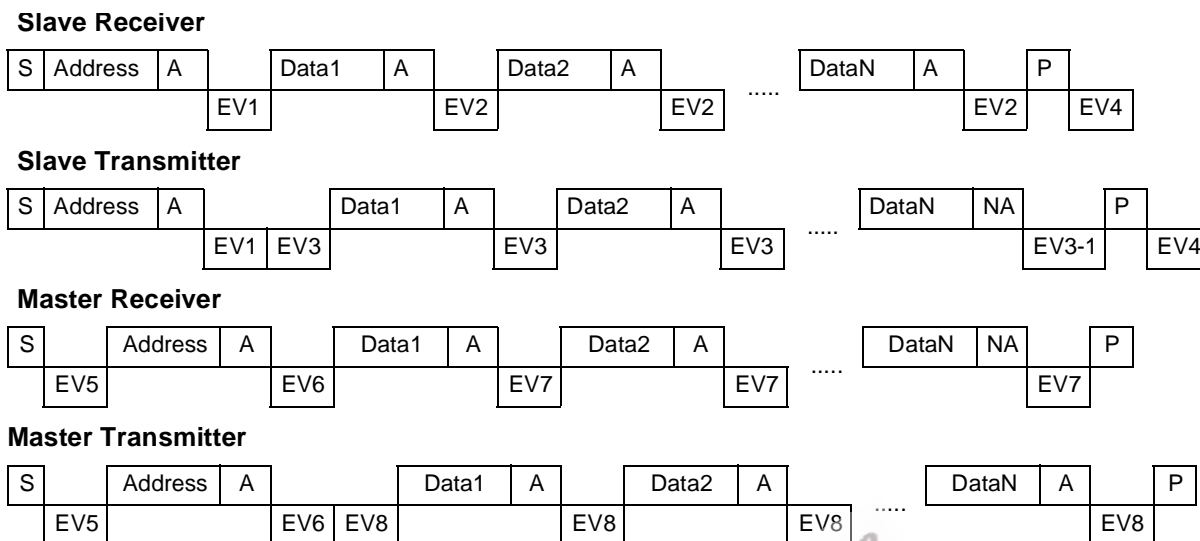 Slave Receiver
S Address A Data1 A Data2 A DataN A P
EV1 EV2 EV2 ..... EV2 EV4
Slave Transmitter
S Address A Data1 A Data2 A DataN NA P
EV1 EV3 EV3 EV3 ..... EV3-1 EV4
Master Receiver
S Address A Data1 A Data2 A DataN NA P
EV5 EV6 EV7 EV7 ..... EV7
Master Transmitter
S Address A Data1 A Data2 A DataN A P
EV5 EV6 EV8 EV8 EV8 ..... EV8